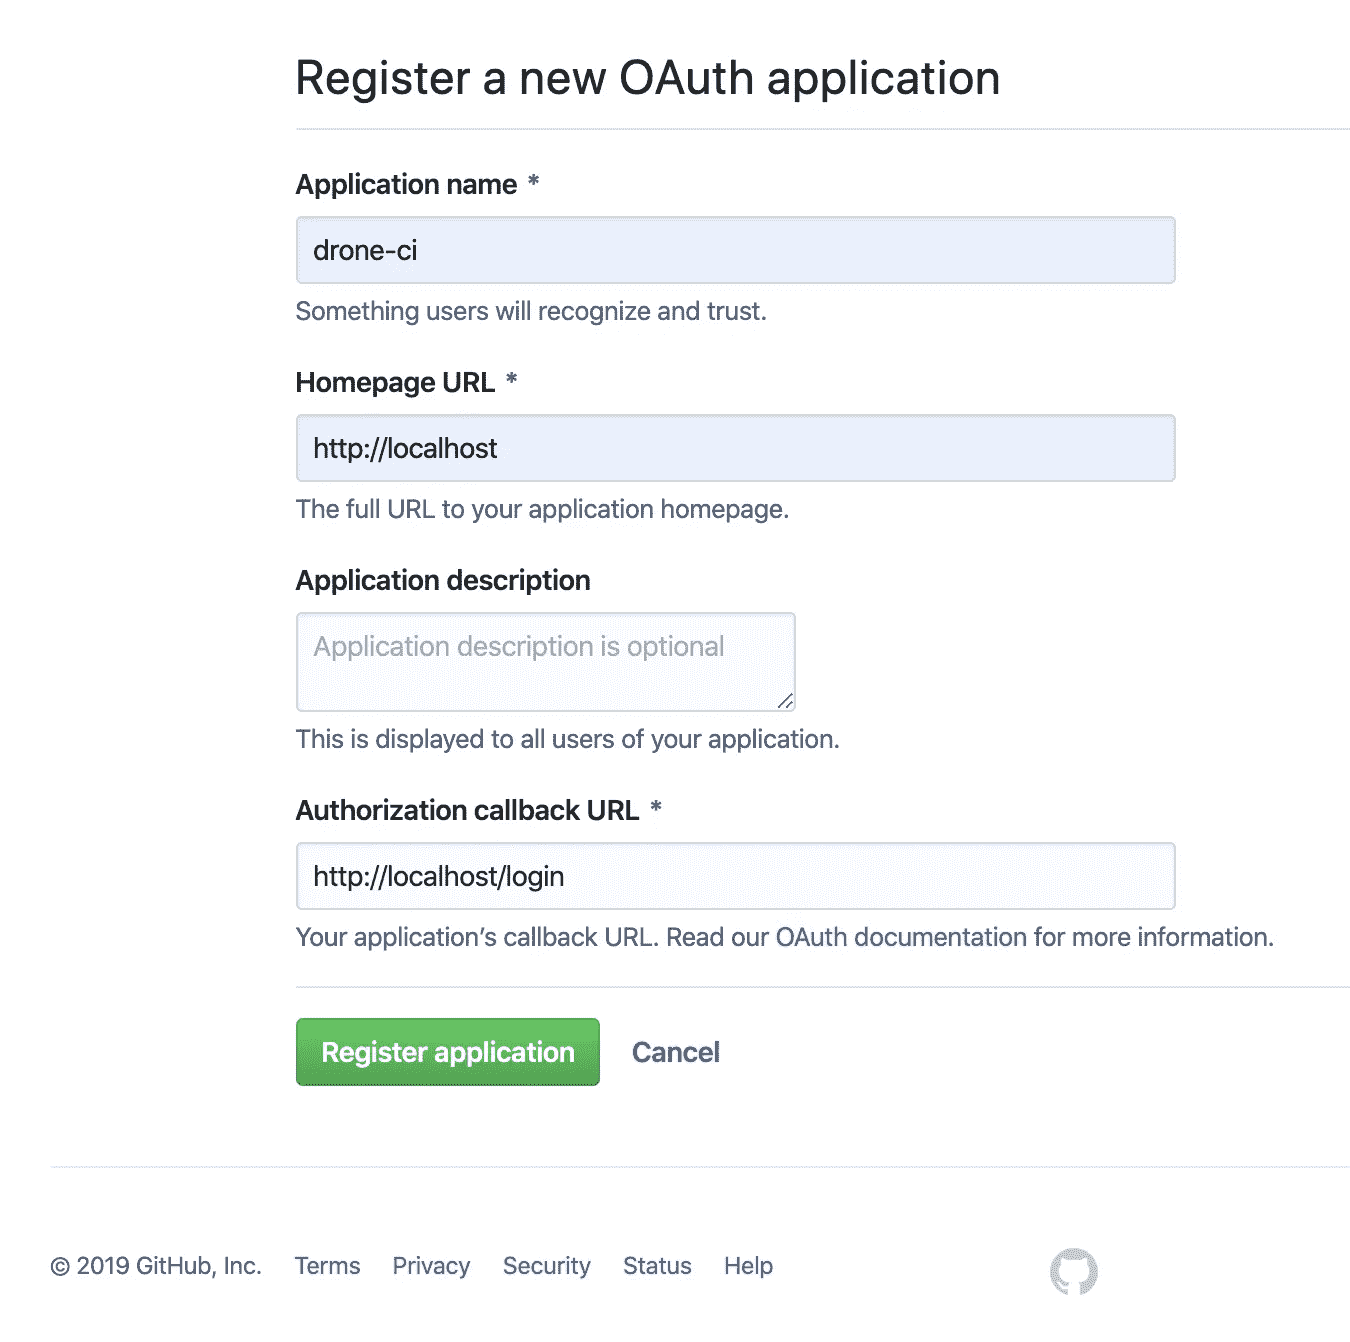 Register a new OAuth application
Application name *
drone-ci
Something users will recognize and trust.
Homepage URL *
http://localhost
The full URL to your application homepage.
Application description
Application description is optional
This is displayed to all users of your application.
Authorization callback URL *
http://localhost/login
Your application’s callback URL. Read our OAuth documentation for more information.
Register application Cancel
© 2019 GitHub, Inc. Terms Privacy Security Status Help